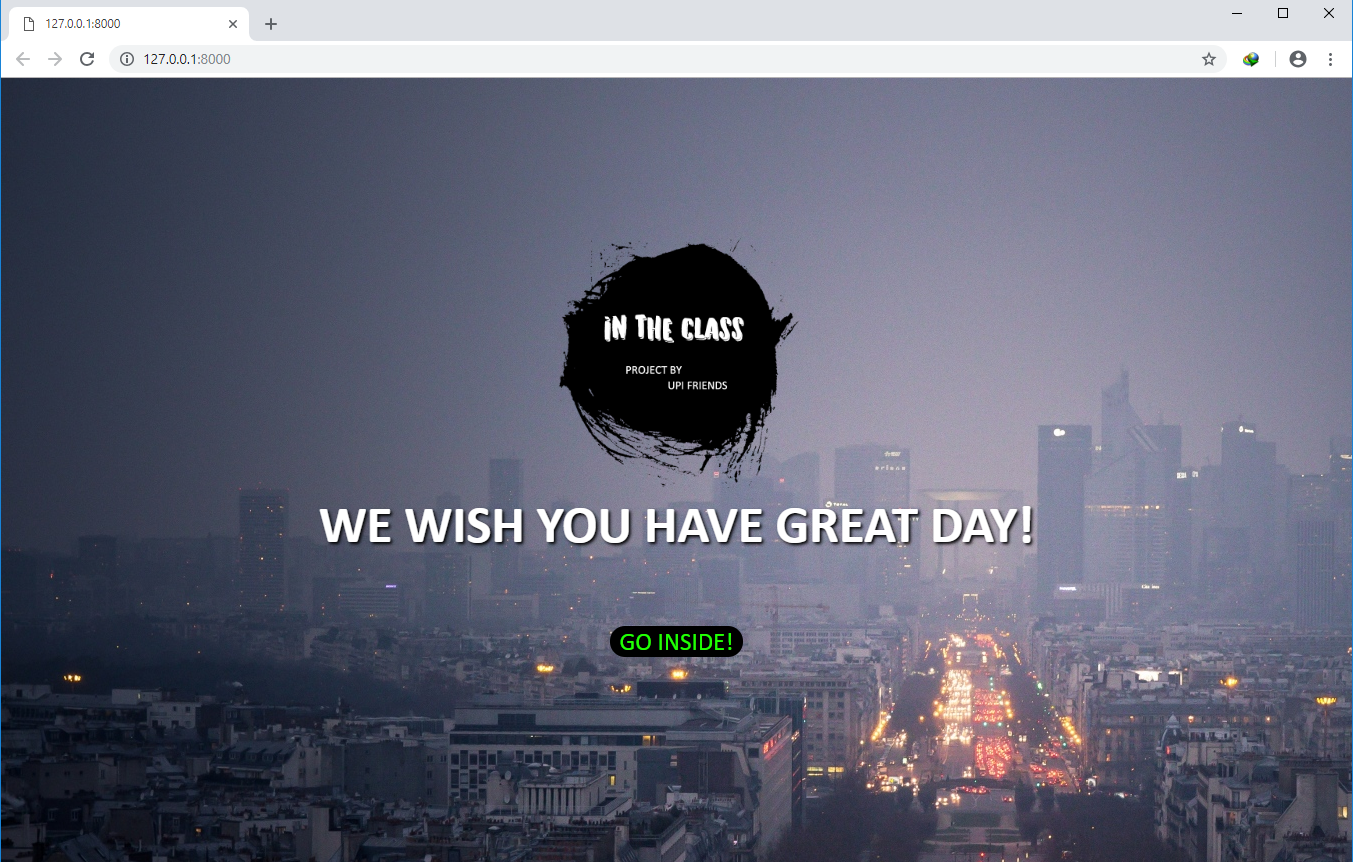 127.0.0.1:8000
127.0.0.1:8000
IN THE CLASS
PROJECT BY
UPI FRIENDS
WE WISH YOU HAVE GREAT DAY!
GO INSIDE!